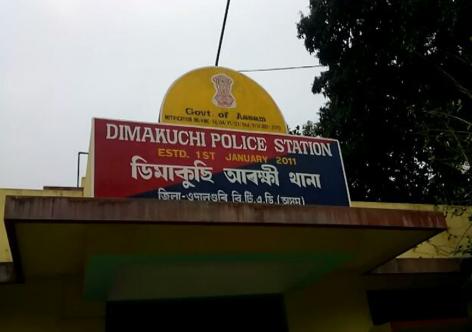 Govt. of Assam
DIMAKUCHI POLICE STATION
ESTD. 1ST JANUARY 2011
ডিমাকুছি আৰক্ষী থানা
জিলা-ওদালগুৰি বি.টি.এ.ডি (অসম)